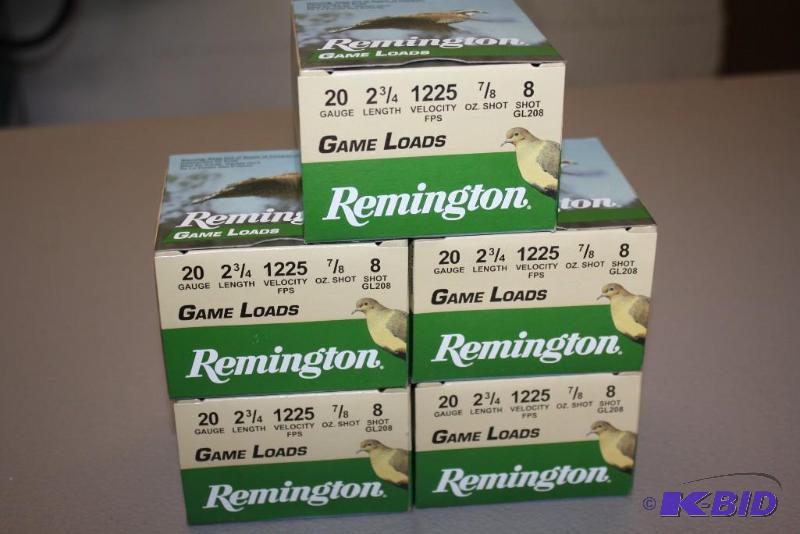 Remington
GAME LOADS
20 2 3/4 1225 7/8 8
GAUGE LENGTH VELOCITY FPS OZ. SHOT SHOT GL208
GAME LOADS
Remington.
Reming
GAME LOADS
20 2 3/4 1225 7/8 8
GAUGE LENGTH VELOCITY FPS OZ. SHOT SHOT GL208
GAME LOADS
Remington.
ton
20 2 3/4 1225 7/8 8
GAUGE LENGTH VELOCITY FPS OZ. SHOT SHOT GL208
GAME LOADS
Remington.
20 2 3/4 1225 7/8 8
GAUGE LENGTH VELOCITY FPS OZ. SHOT SHOT GL208
GAME LOADS
Remington.
20 2 3/4 1225 7/8 8
GAUGE LENGTH VELOCITY FPS OZ. SHOT SHOT GL208
GAME LOADS
Remington.
© K-BID